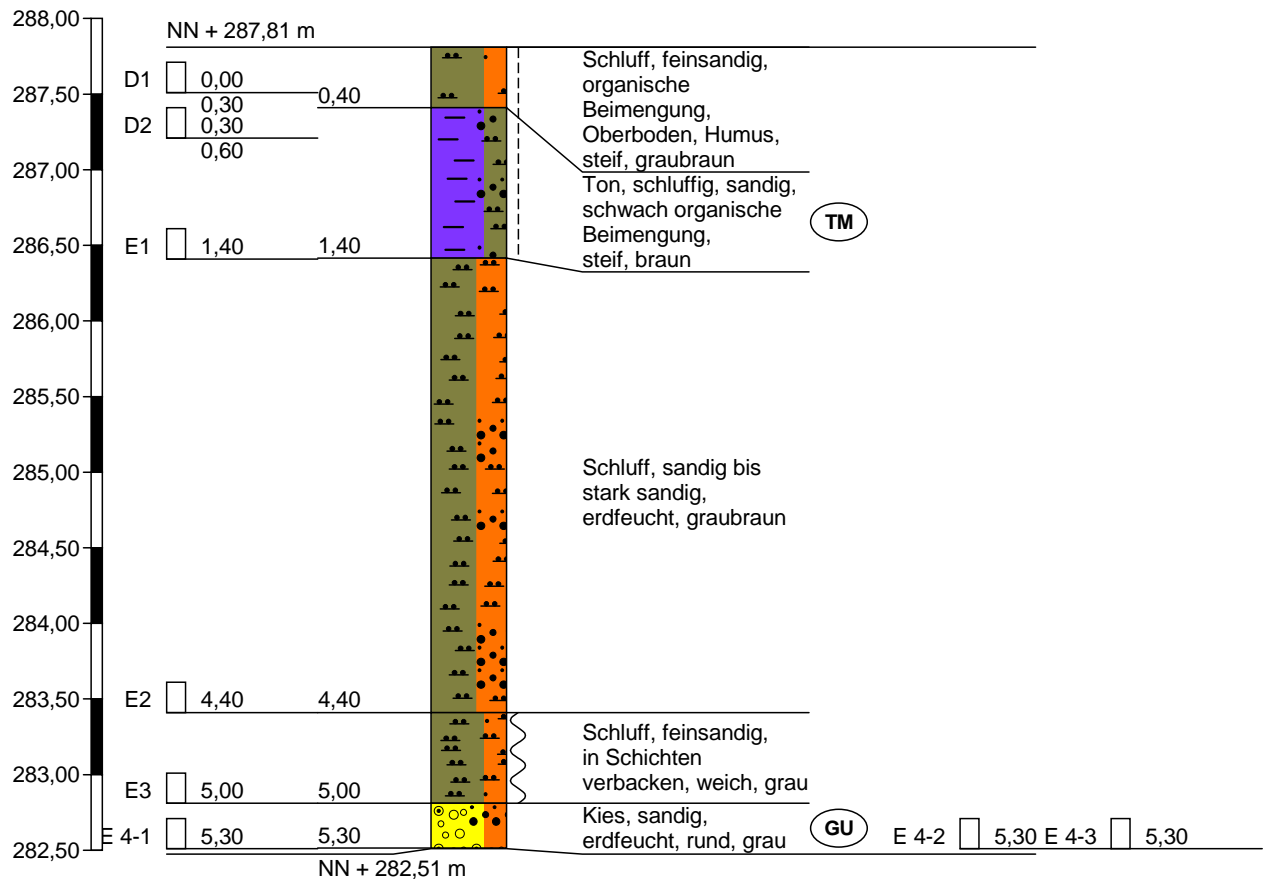 288,00
NN + 287,81 m
Schluff, feinsandig,
organische
Beimengung,
Oberboden, Humus,
steif, graubraun
D1 0,00
287,50
0,30 0,40
D2 0,30
0,60
287,00
Ton, schluffig, sandig,
schwach organische
Beimengung,
steif, braun
TM
E1 1,40 1,40
286,50
286,00
285,50
285,00
Schluff, sandig bis
stark sandig,
erdfeucht, graubraun
284,50
284,00
E2 4,40 4,40
283,50
Schluff, feinsandig,
in Schichten
verbacken, weich, grau
283,00
E3 5,00 5,00
Kies, sandig,
erdfeucht, rund, grau
GU
E 4-1 5,30 5,30 E 4-2 5,30 E 4-3 5,30
282,50
NN + 282,51 m